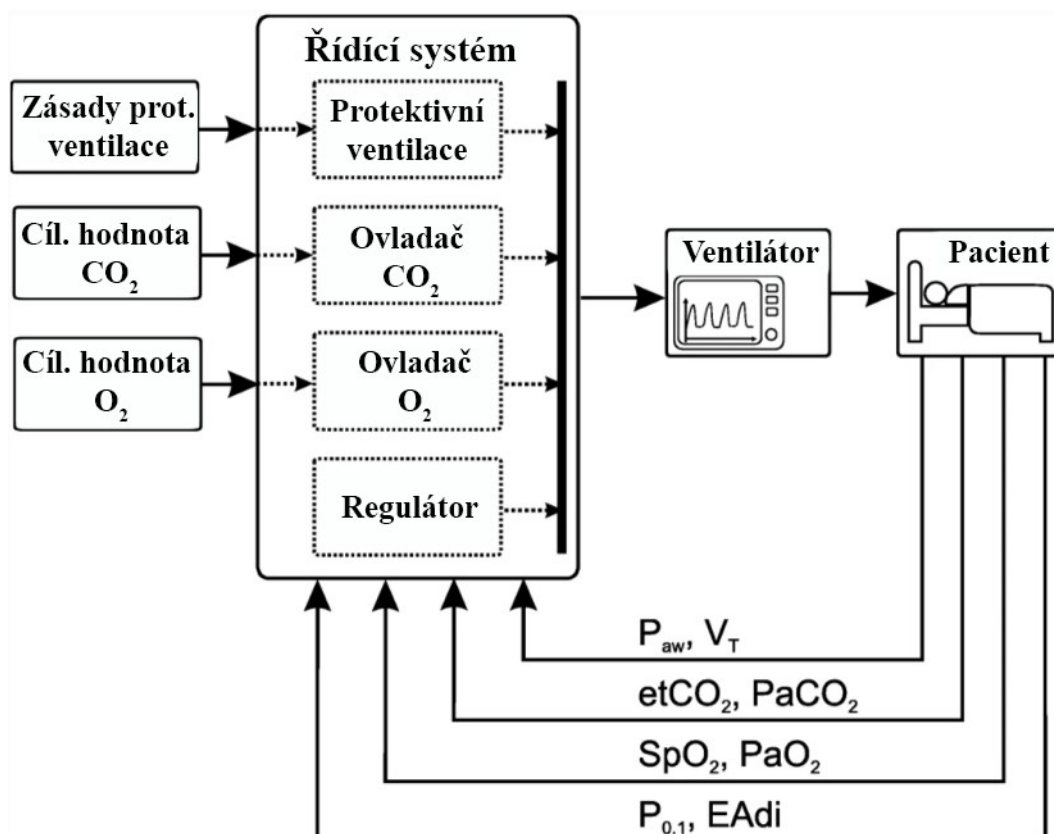 Řídící systém
Zásady prot.
ventilace
Protektivní
ventilace
Cíl. hodnota
CO₂
Ovladač
CO₂
Ventilátor
Pacient
Cíl. hodnota
O₂
Ovladač
O₂
Regulátor
Paw, VT
etCO₂, PaCO₂
SpO₂, PaO₂
P0.1, EAdi